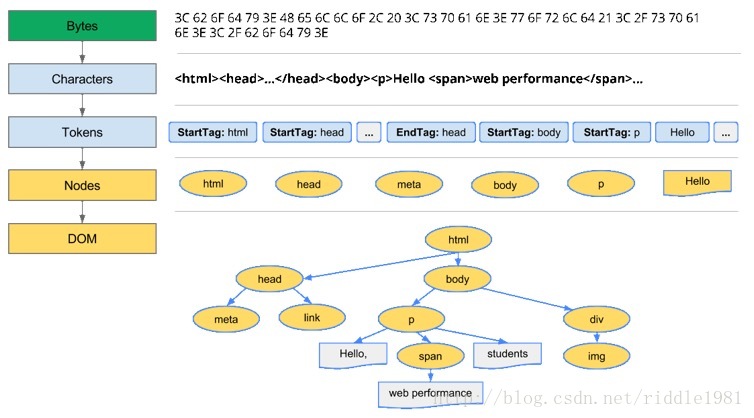 Bytes
3C 62 6F 64 79 3E 48 65 6C 6C 6F 2C 20 3C 73 70 61 6E 3E 77 6F 72 6C 64 21 3C 2F 73 70 61
6E 3E 3C 2F 62 6F 64 79 3E
Characters
<html><head>...</head><body><p>Hello <span>web performance</span>...
Tokens
StartTag: html StartTag: head ... EndTag: head StartTag: body StartTag: p Hello ...
Nodes
html head meta body p Hello
DOM
html
head body
meta link p div
Hello, span students img
web performance
http://blog.csdn.net/riddle1981